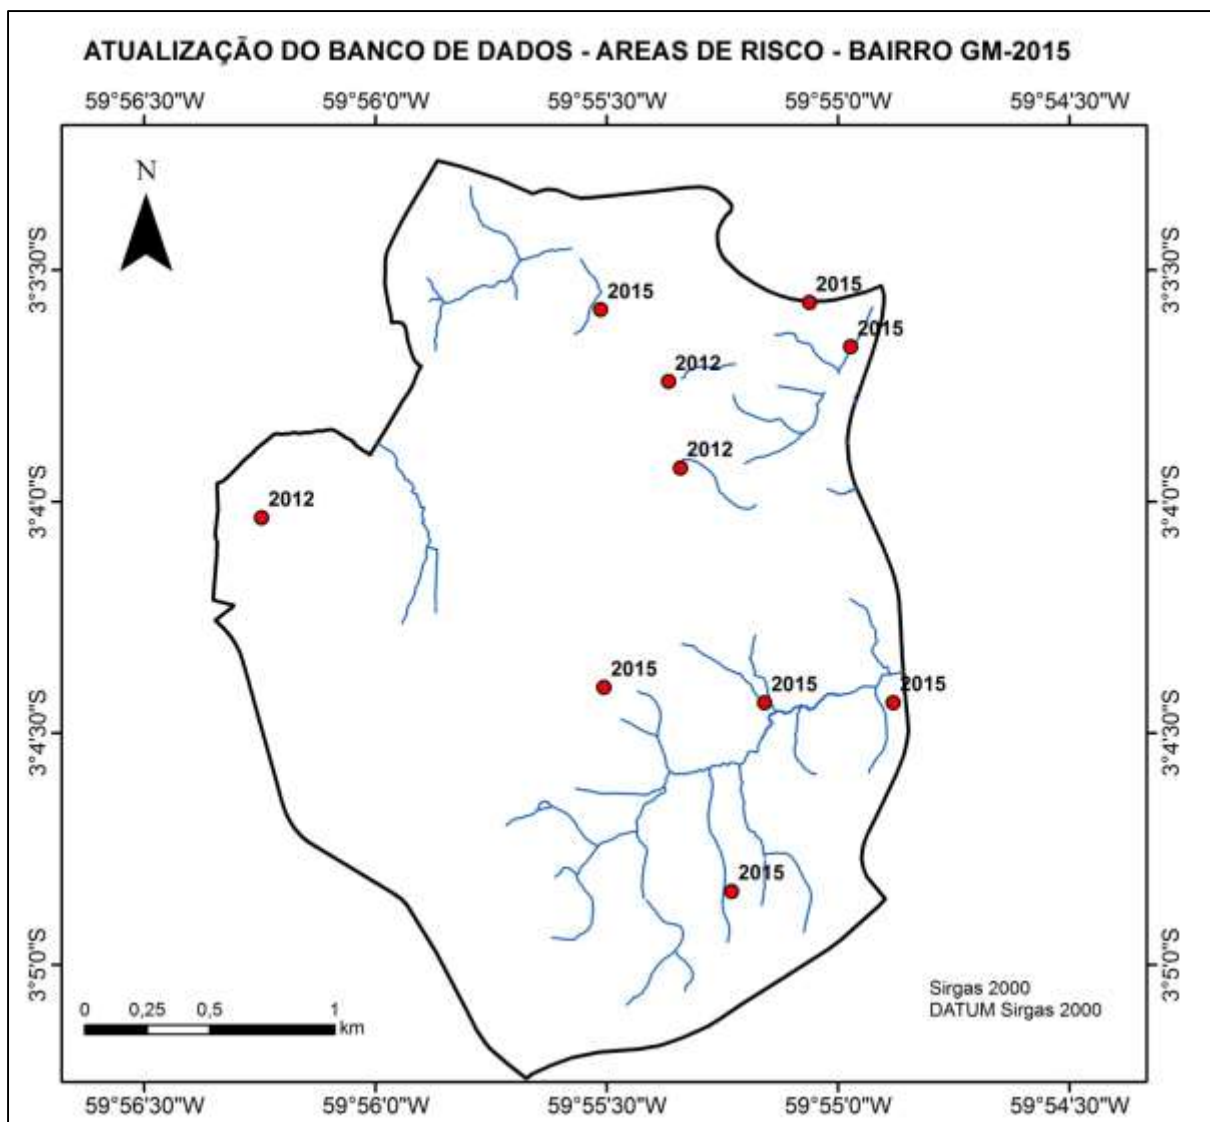 ATUALIZAÇÃO DO BANCO DE DADOS - AREAS DE RISCO - BAIRRO GM-2015
59°56'30"W 59°56'0"W 59°55'30"W 59°55'0"W 59°54'30"W
N
3°3'30"S
3°3'30"S
2015
2015
2015
2012
2012
2012
3°4'0"S
3°4'0"S
2015
2015
2015
3°4'30"S
3°4'30"S
2015
3°5'0"S
3°5'0"S
Sirgas 2000
DATUM Sirgas 2000
0 0,25 0,5 1
km
59°56'30"W 59°56'0"W 59°55'30"W 59°55'0"W 59°54'30"W